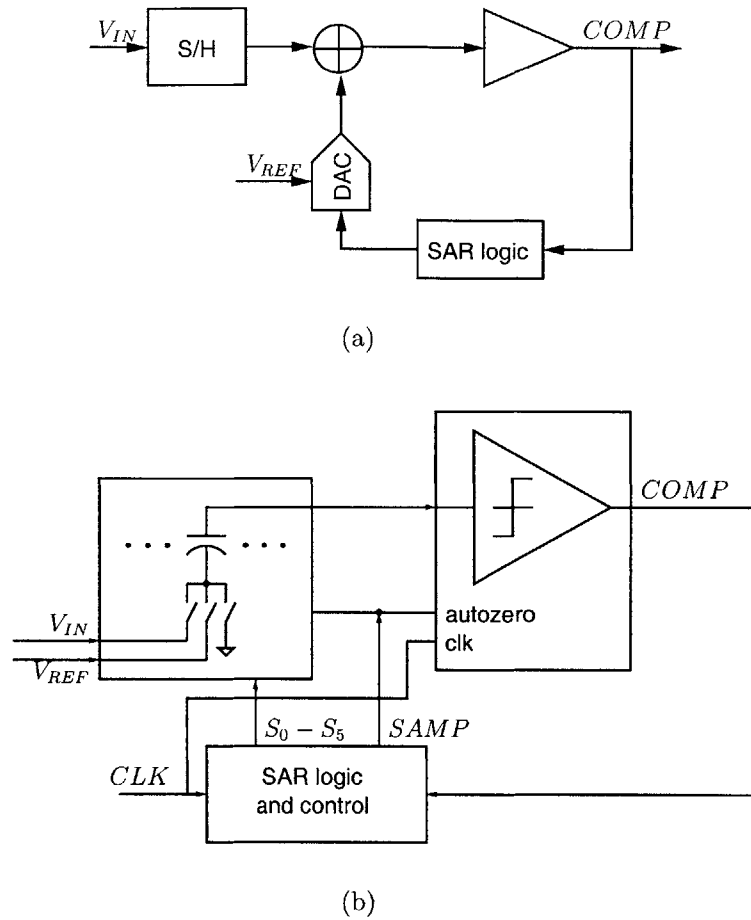 V_IN
S/H
COMP
V_REF
DAC
SAR logic
(a)
COMP
autozero
clk
V_IN
V_REF
S_0 – S_5
SAMP
CLK
SAR logic
and control
(b)